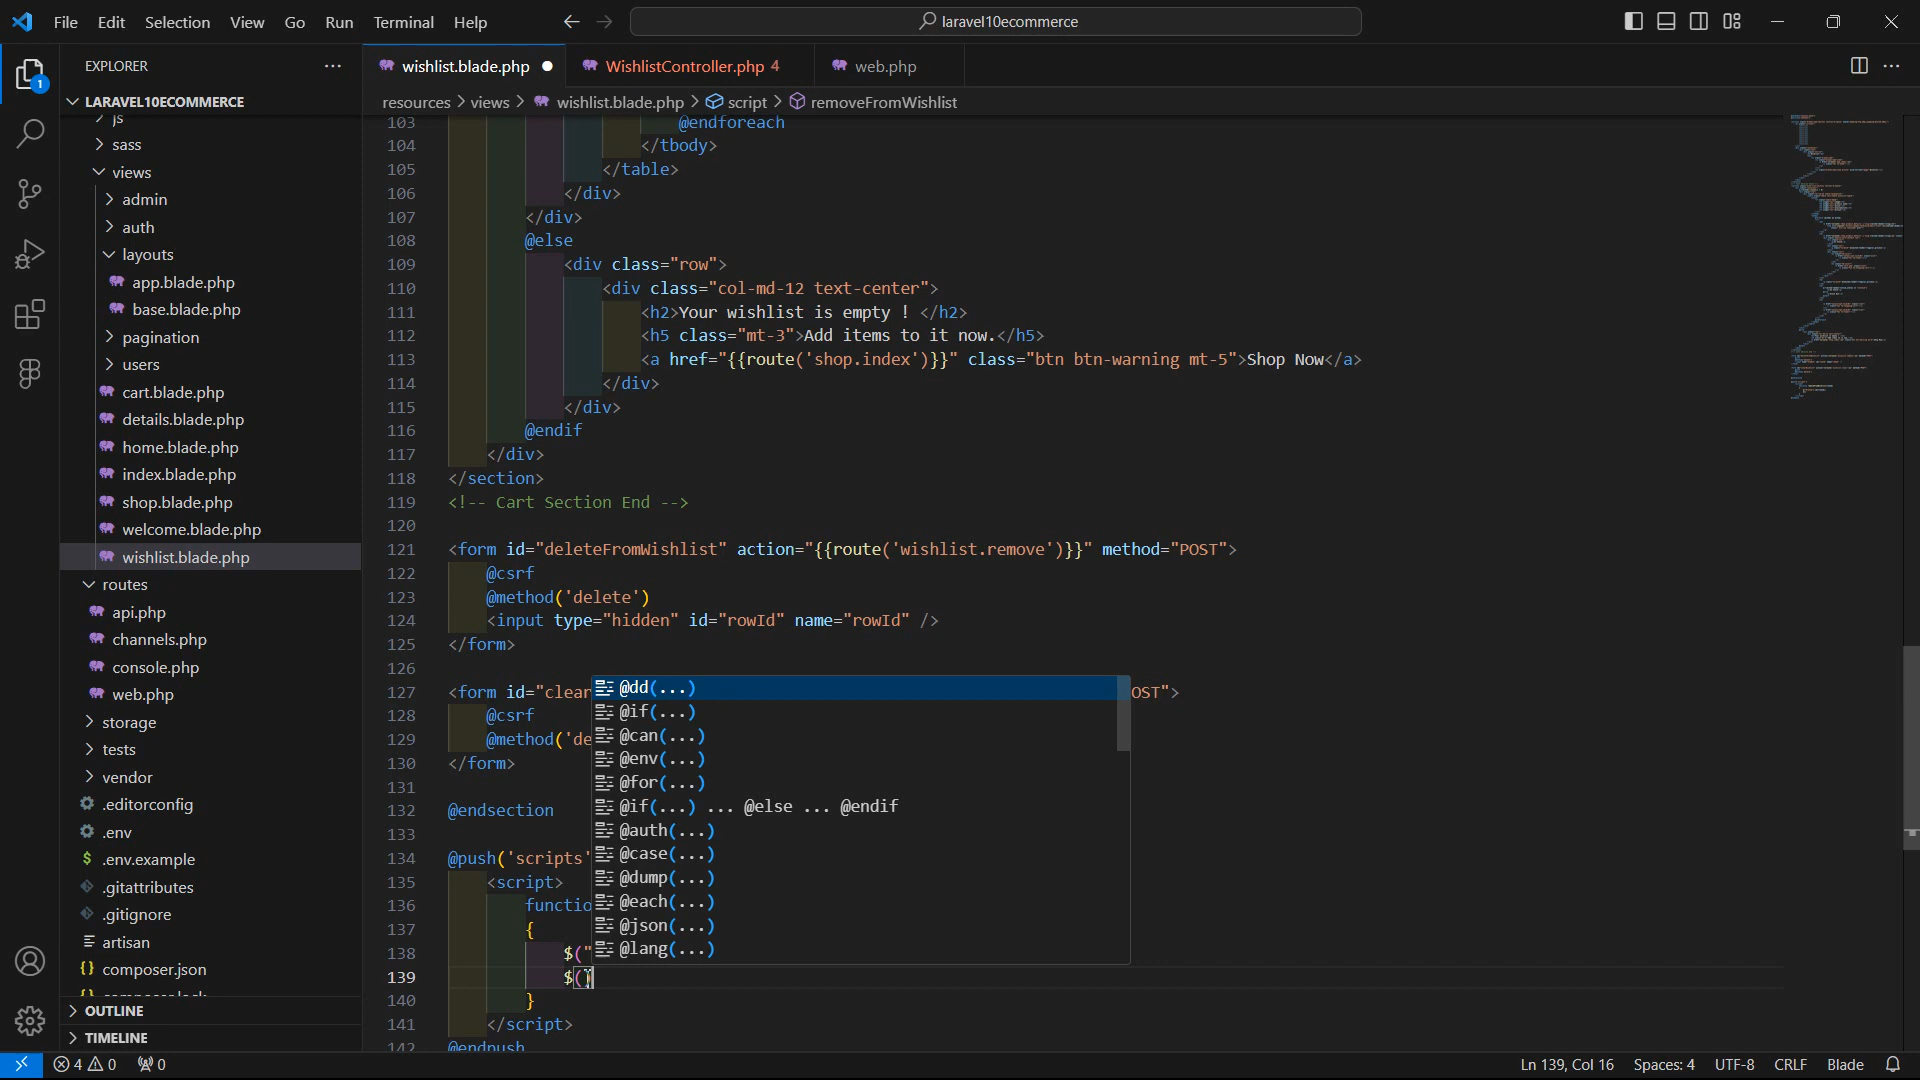 File Edit Selection View Go Run Terminal Help
laravel10ecommerce
1
EXPLORER
LARAVEL10ECOMMERCE
js
sass
views
admin
auth
layouts
app.blade.php
base.blade.php
pagination
users
cart.blade.php
details.blade.php
home.blade.php
index.blade.php
shop.blade.php
welcome.blade.php
wishlist.blade.php
routes
api.php
channels.php
console.php
web.php
storage
tests
vendor
.editorconfig
.env
.env.example
.gitattributes
.gitignore
artisan
composer.json
OUTLINE
TIMELINE
wishlist.blade.php WishlistController.php 4 web.php
resources > views > wishlist.blade.php > script > removeFromWishlist
103 @endforeach
104 </tbody>
105 </table>
106 </div>
107 </div>
108 @else
109 <div class="row">
110 <div class="col-md-12 text-center">
111 <h2>Your wishlist is empty ! </h2>
112 <h5 class="mt-3">Add items to it now.</h5>
113 <a href="{{route('shop.index')}}" class="btn btn-warning mt-5">Shop Now</a>
114 </div>
115 </div>
116 @endif
117 </div>
118 </section>
119 <!-- Cart Section End -->
120
121 <form id="deleteFromWishlist" action="{{route('wishlist.remove')}}" method="POST">
122 @csrf
123 @method('delete')
124 <input type="hidden" id="rowId" name="rowId" />
125 </form>
126
127 <form id="clear OST">
128 @csrf
129 @method('de
130 </form>
131
132 @endsection
133
134 @push('scripts'
135 <script>
136 functio
137 {
138 $("
139 $()
140 }
141 </script>
142 @endpush
@dd(...)
@if(...)
@can(...)
@env(...)
@for(...)
@if(...) ... @else ... @endif
@auth(...)
@case(...)
@dump(...)
@each(...)
@json(...)
@lang(...)
4 0 0 Ln 139, Col 16 Spaces: 4 UTF-8 CRLF Blade